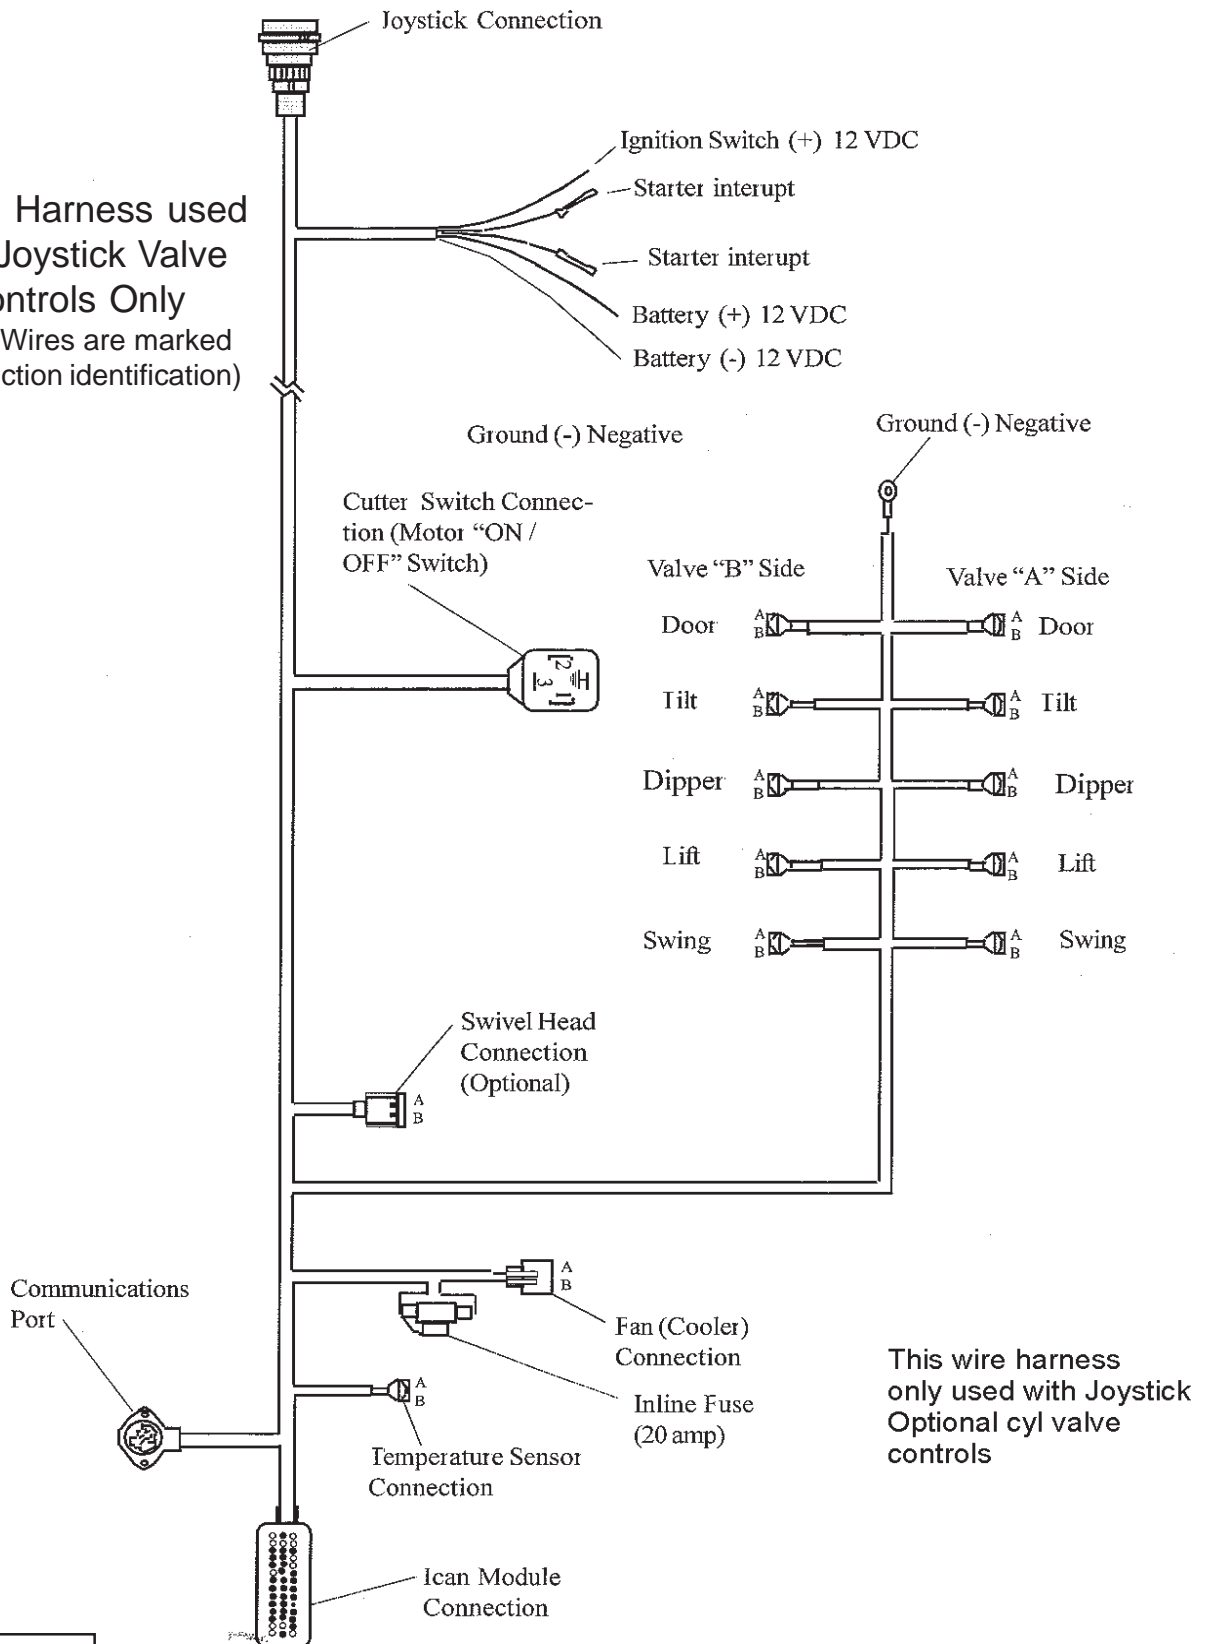 Joystick Connection
Ignition Switch (+) 12 VDC
Starter interupt
Starter interupt
Battery (+) 12 VDC
Battery (-) 12 VDC
Harness used
Joystick Valve
ntrols Only
Wires are marked
ction identification)
Ground (-) Negative
Ground (-) Negative
Cutter Switch Connec-
tion (Motor "ON /
OFF" Switch)
2
3
1
Valve "B" Side
Valve "A" Side
Door A B
A B Door
Tilt A B
A B Tilt
Dipper A B
A B Dipper
Lift A B
A B Lift
Swing A B
A B Swing
Swivel Head
Connection
(Optional)
A
B
Communications
Port
A
B
Fan (Cooler)
Connection
Inline Fuse
(20 amp)
A
B
Temperature Sensor
Connection
This wire harness
only used with Joystick
Optional cyl valve
controls
Ican Module
Connection